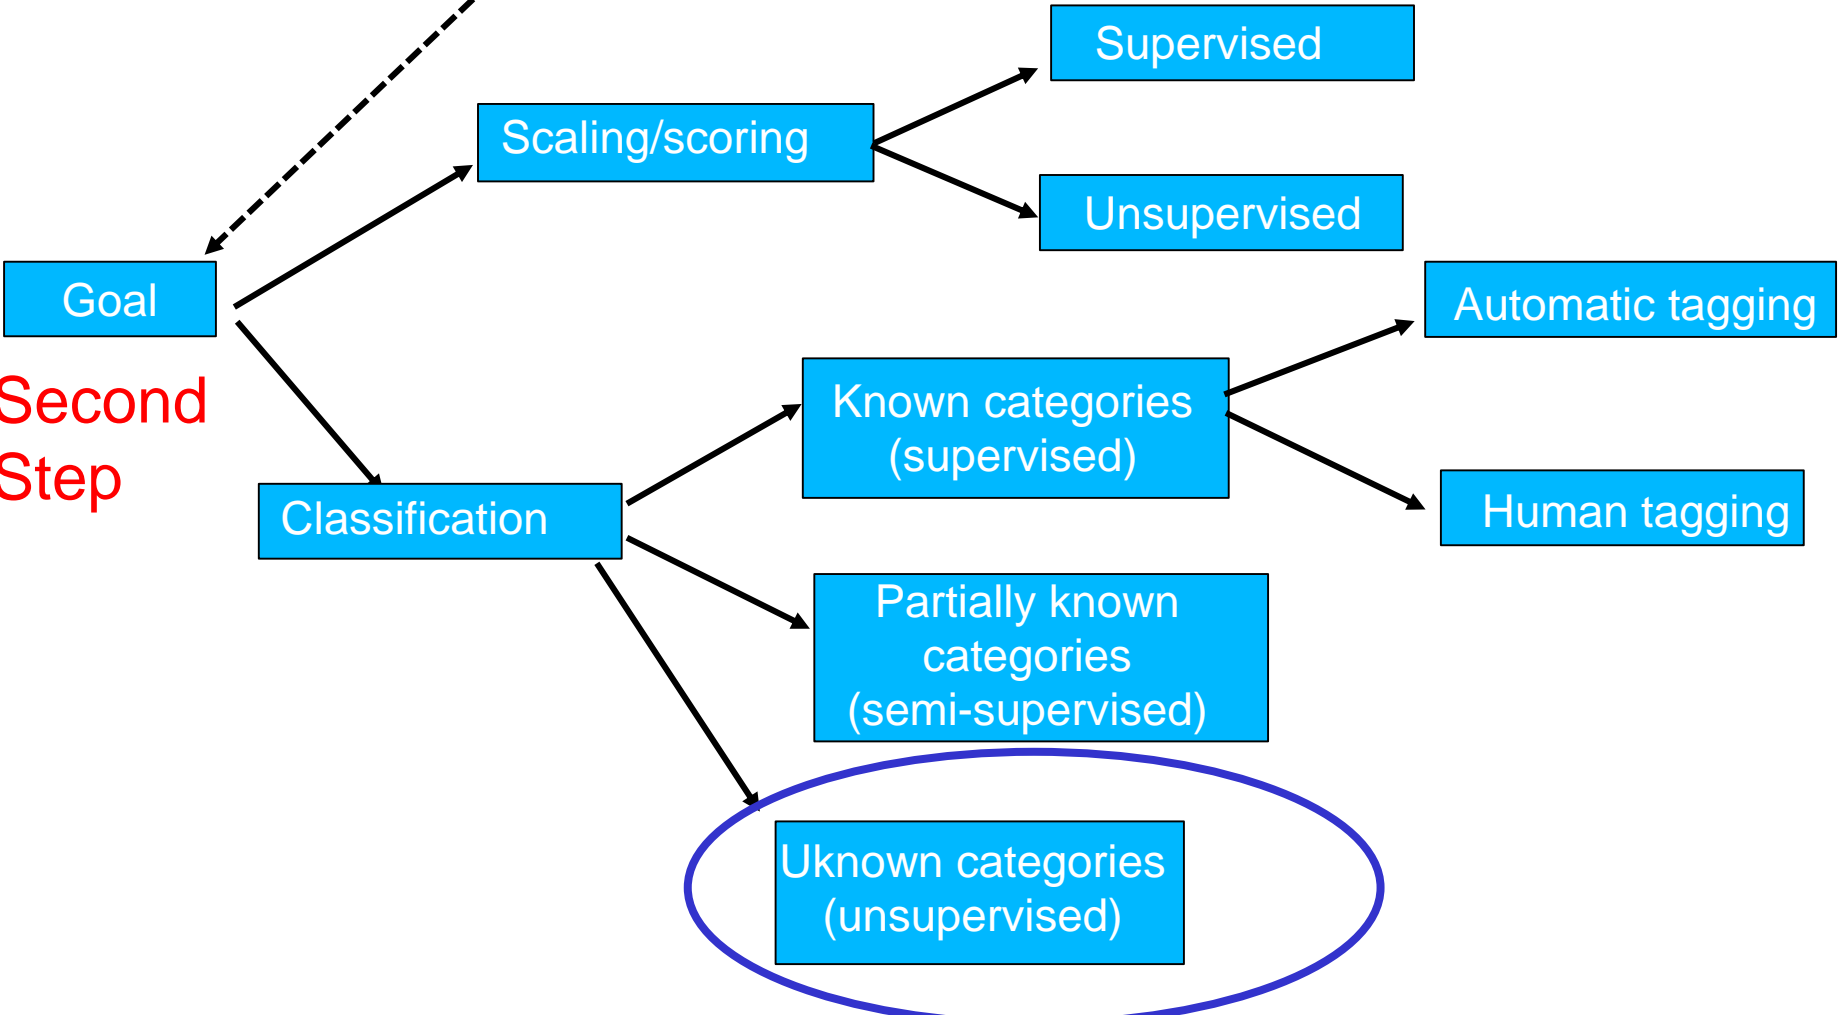 Supervised
Scaling/scoring
Unsupervised
Goal
Automatic tagging
Second
Step
Known categories
(supervised)
Human tagging
Classification
Partially known
categories
(semi-supervised)
Uknown categories
(unsupervised)